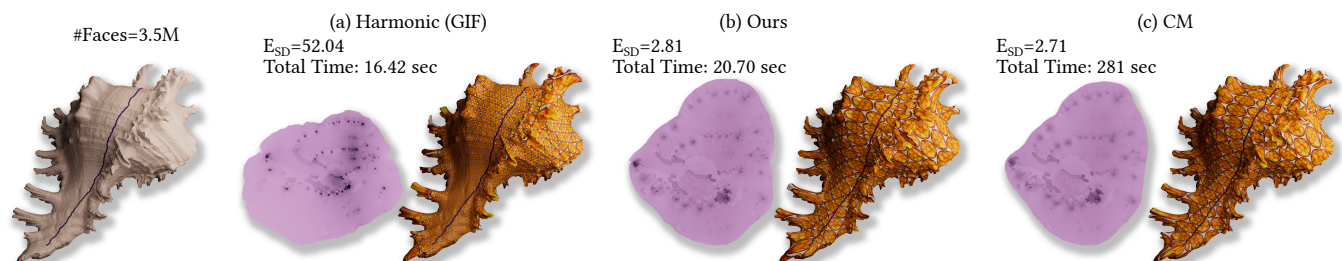 #Faces=3.5M
(a) Harmonic (GIF)
E_SD=52.04
Total Time: 16.42 sec
(b) Ours
E_SD=2.81
Total Time: 20.70 sec
(c) CM
E_SD=2.71
Total Time: 281 sec